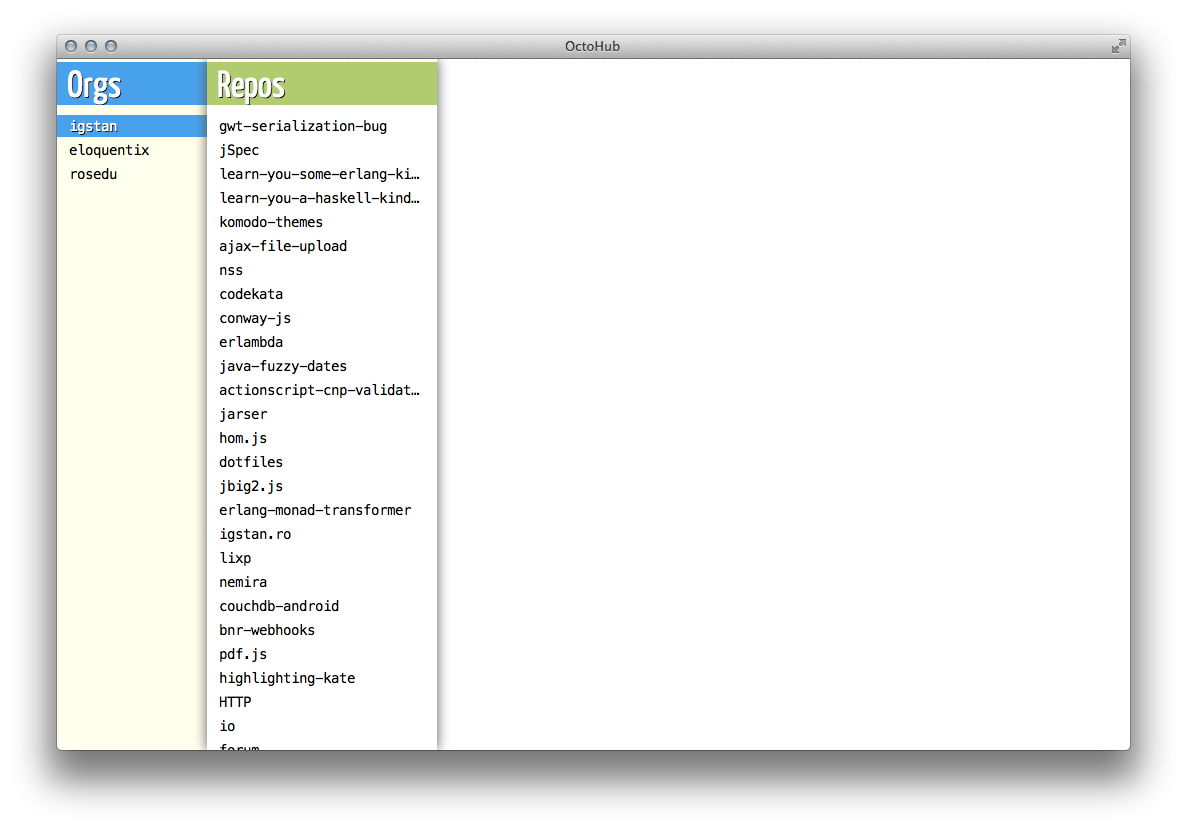 OctoHub
Orgs
igstan
eloquentix
rosedu
Repos
gwt-serialization-bug
jSpec
learn-you-some-erlang-ki…
learn-you-a-haskell-kind…
komodo-themes
ajax-file-upload
nss
codekata
conway-js
erlambda
java-fuzzy-dates
actionscript-cnp-validat…
jarser
hom.js
dotfiles
jbig2.js
erlang-monad-transformer
igstan.ro
lixp
nemira
couchdb-android
bnr-webhooks
pdf.js
highlighting-kate
HTTP
io
forum